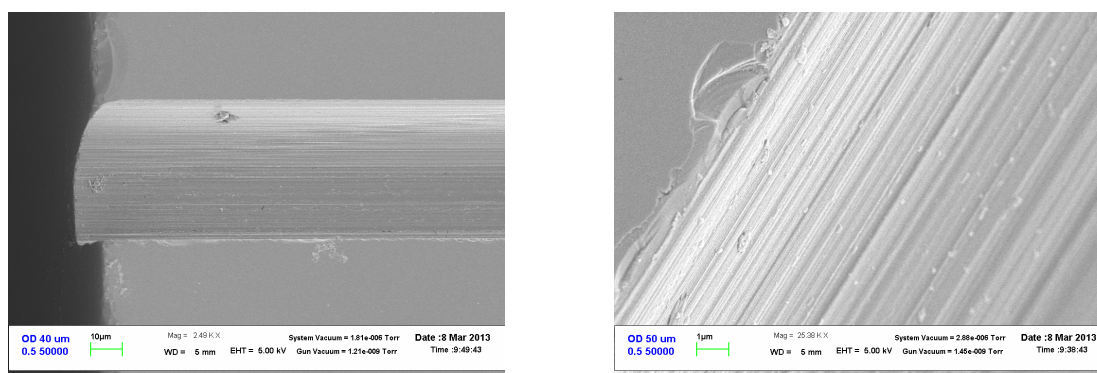 OD 40 um
0.5 50000
10µm
Mag = 2.49 K X
WD = 5 mm
EHT = 5.00 kV
System Vacuum = 1.81e-006 Torr
Gun Vacuum = 1.21e-009 Torr
Date :8 Mar 2013
Time :9:49:43
OD 50 um
0.5 50000
1µm
Mag = 25.38 K X
WD = 5 mm
EHT = 5.00 kV
System Vacuum = 2.88e-006 Torr
Gun Vacuum = 1.45e-009 Torr
Date :8 Mar 2013
Time :9:38:43